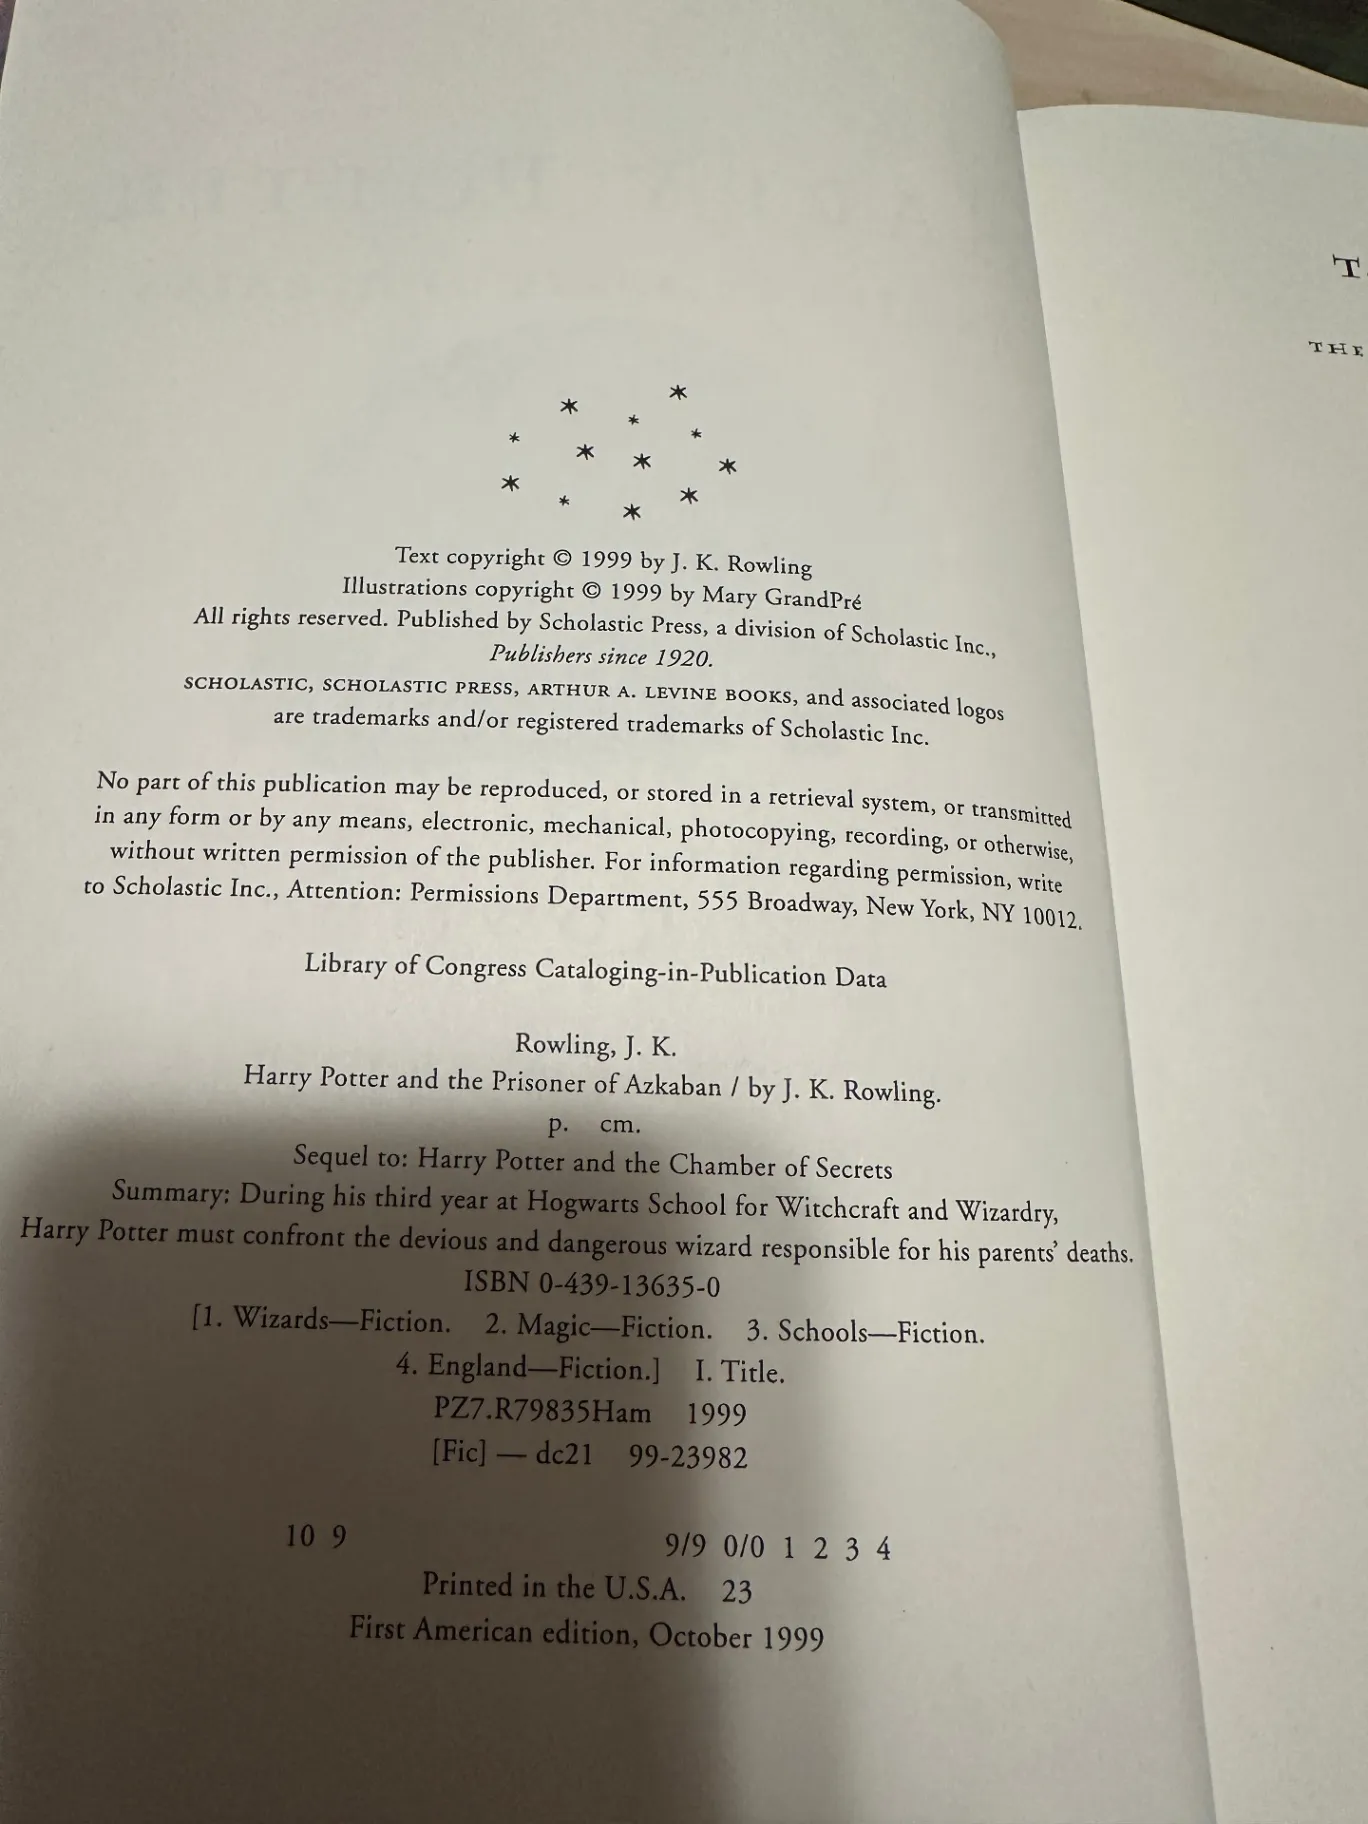 Text copyright © 1999 by J. K. Rowling
Illustrations copyright © 1999 by Mary GrandPré
All rights reserved. Published by Scholastic Press, a division of Scholastic Inc.,
Publishers since 1920.
SCHOLASTIC, SCHOLASTIC PRESS, ARTHUR A. LEVINE BOOKS, and associated logos
are trademarks and/or registered trademarks of Scholastic Inc.
No part of this publication may be reproduced, or stored in a retrieval system, or transmitted
in any form or by any means, electronic, mechanical, photocopying, recording, or otherwise,
without written permission of the publisher. For information regarding permission, write
to Scholastic Inc., Attention: Permissions Department, 555 Broadway, New York, NY 10012.
Library of Congress Cataloging-in-Publication Data
Rowling, J. K.
Harry Potter and the Prisoner of Azkaban / by J. K. Rowling.
p. cm.
Sequel to: Harry Potter and the Chamber of Secrets
Summary: During his third year at Hogwarts School for Witchcraft and Wizardry,
Harry Potter must confront the devious and dangerous wizard responsible for his parents' deaths.
ISBN 0-439-13635-0
[1. Wizards—Fiction. 2. Magic—Fiction. 3. Schools—Fiction.
4. England—Fiction.] I. Title.
PZ7.R79835Ham 1999
[Fic] — dc21 99-23982
10 9 9/9 0/0 1 2 3 4
Printed in the U.S.A. 23
First American edition, October 1999
THE